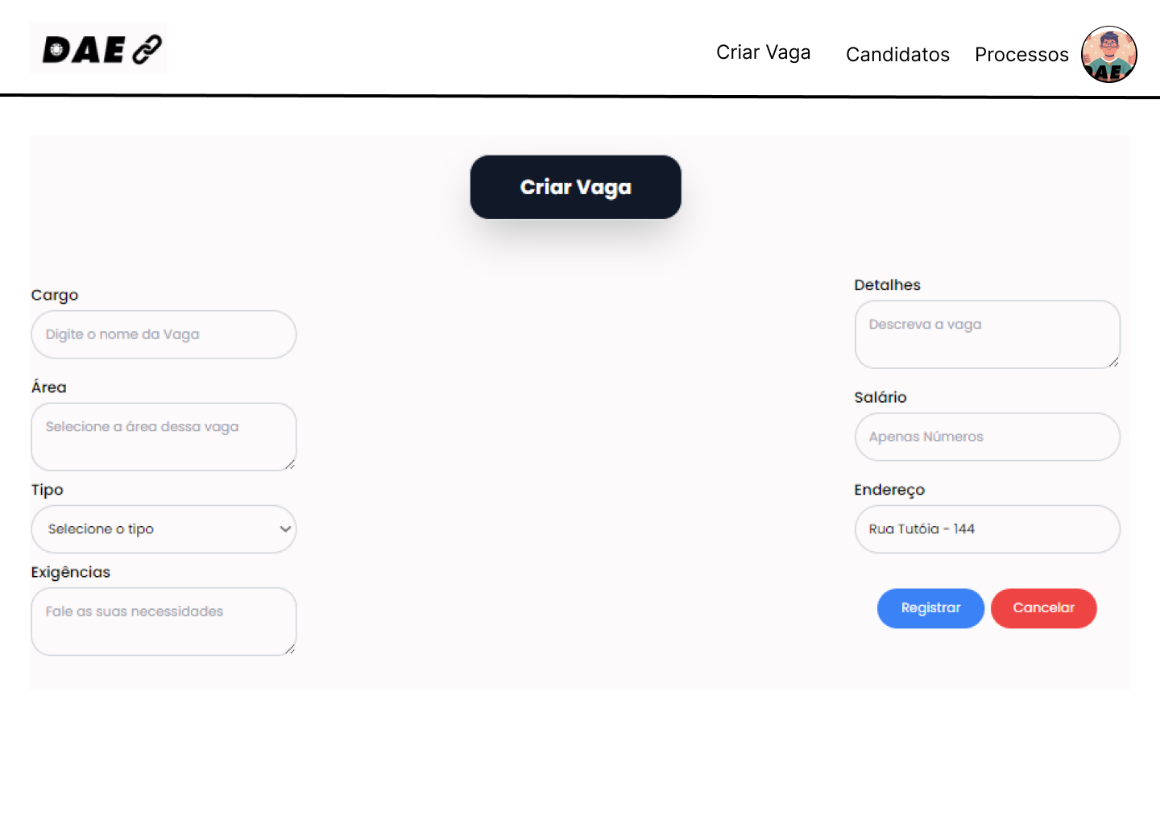 DAE
Criar Vaga
Candidatos
Processos
DAE
Criar Vaga
Cargo
Digite o nome da Vaga
Área
Selecione a área dessa vaga
Tipo
Selecione o tipo
Exigências
Fale as suas necessidades
Detalhes
Descreva a vaga
Salário
Apenas Números
Endereço
Rua Tutóia - 144
Registrar
Cancelar